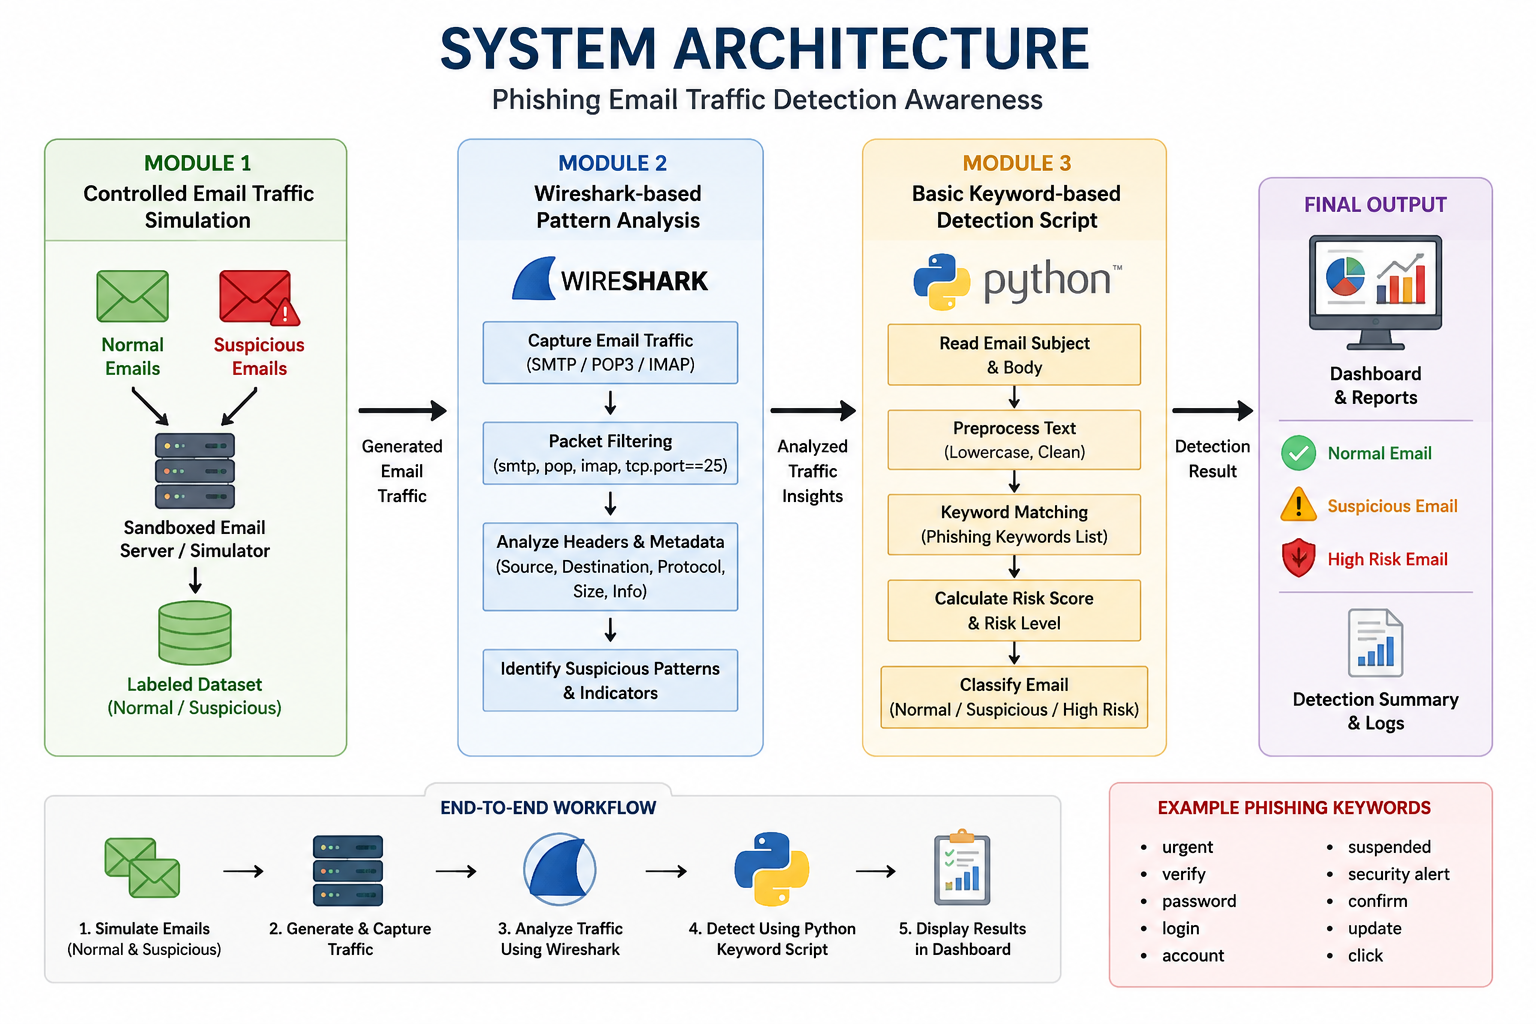 SYSTEM ARCHITECTURE
Phishing Email Traffic Detection Awareness
MODULE 1
Controlled Email Traffic
Simulation
Normal
Emails
Suspicious
Emails
Sandboxed Email
Server / Simulator
Labeled Dataset
(Normal / Suspicious)
Generated
Email
Traffic
MODULE 2
Wireshark-based
Pattern Analysis
WIRESHARK
Capture Email Traffic
(SMTP / POP3 / IMAP)
Packet Filtering
(smtp, pop, imap, tcp.port==25)
Analyze Headers & Metadata
(Source, Destination, Protocol,
Size, Info)
Identify Suspicious Patterns
& Indicators
Analyzed
Traffic
Insights
MODULE 3
Basic Keyword-based
Detection Script
python™
Read Email Subject
& Body
Preprocess Text
(Lowercase, Clean)
Keyword Matching
(Phishing Keywords List)
Calculate Risk Score
& Risk Level
Classify Email
(Normal / Suspicious / High Risk)
Detection
Result
FINAL OUTPUT
Dashboard
& Reports
Normal Email
Suspicious Email
High Risk Email
Detection Summary
& Logs
END-TO-END WORKFLOW
1. Simulate Emails
(Normal & Suspicious)
2. Generate & Capture
Traffic
3. Analyze Traffic
Using Wireshark
4. Detect Using Python
Keyword Script
5. Display Results
in Dashboard
EXAMPLE PHISHING KEYWORDS
• urgent
• verify
• password
• login
• account
• suspended
• security alert
• confirm
• update
• click